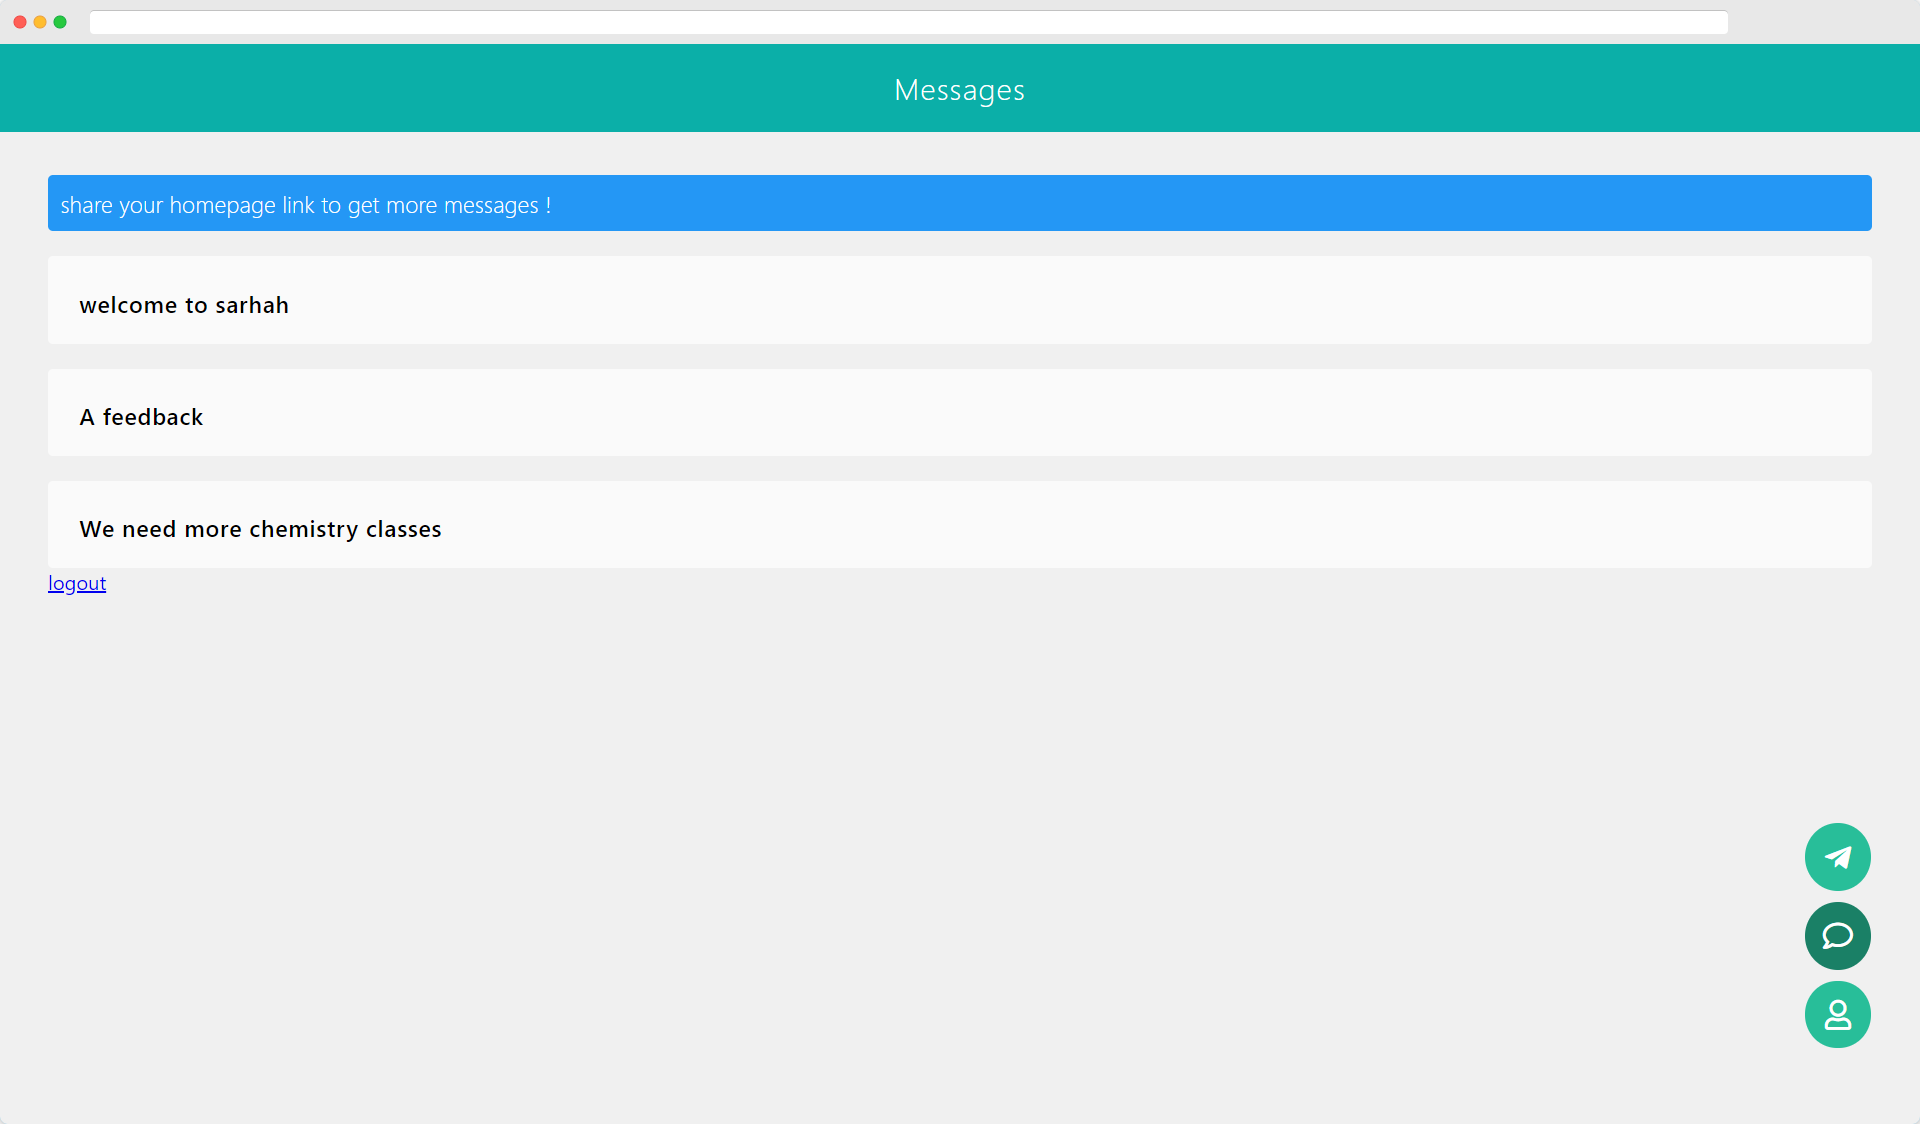 Messages
share your homepage link to get more messages !
welcome to sarhah
A feedback
We need more chemistry classes
logout